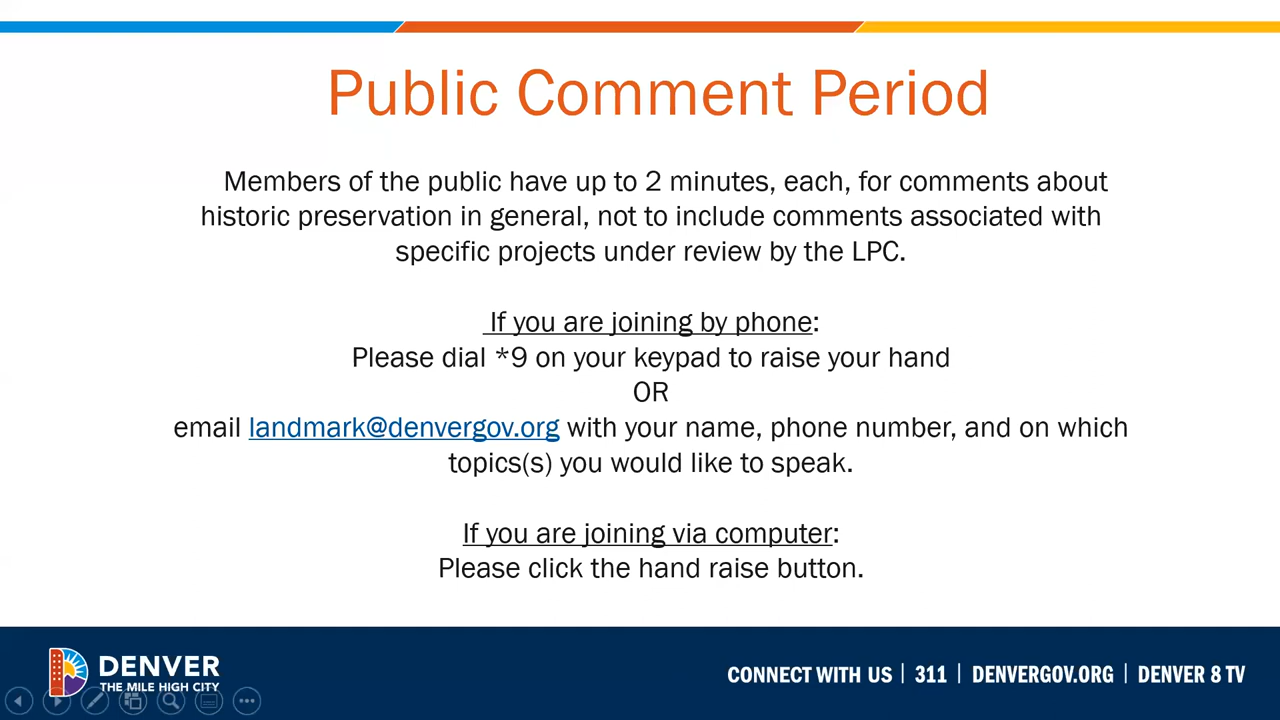 Public Comment Period
Members of the public have up to 2 minutes, each, for comments about
historic preservation in general, not to include comments associated with
specific projects under review by the LPC.
If you are joining by phone:
Please dial *9 on your keypad to raise your hand
OR
email landmark@denvergov.org with your name, phone number, and on which
topics(s) you would like to speak.
If you are joining via computer:
Please click the hand raise button.
DENVER
THE MILE HIGH CITY
CONNECT WITH US | 311 | DENVERGOV.ORG | DENVER 8 TV